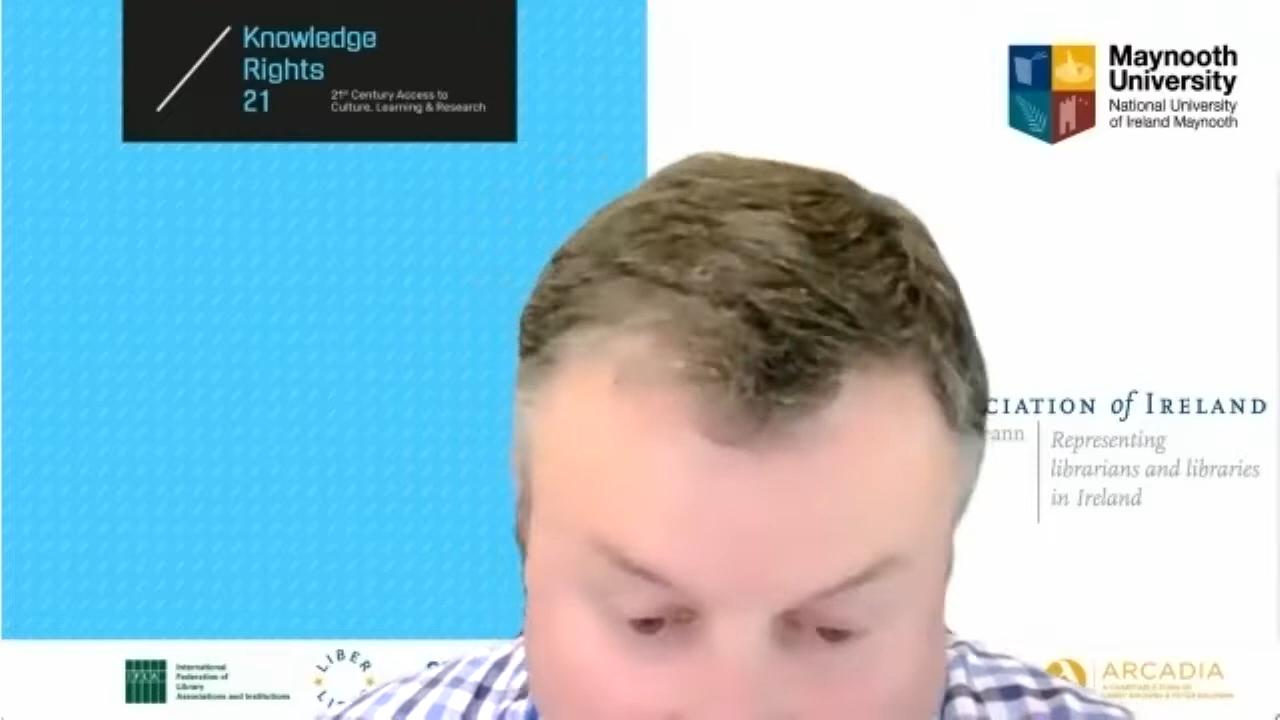 Knowledge
Rights
21
21st Century Access to
Culture, Learning & Research
Maynooth
University
National University
of Ireland Maynooth
CIATION of IRELAND
eann
Representing
librarians and libraries
in Ireland
International
Federation of
Library
Associations and Institutions
LIBER
ARCADIA